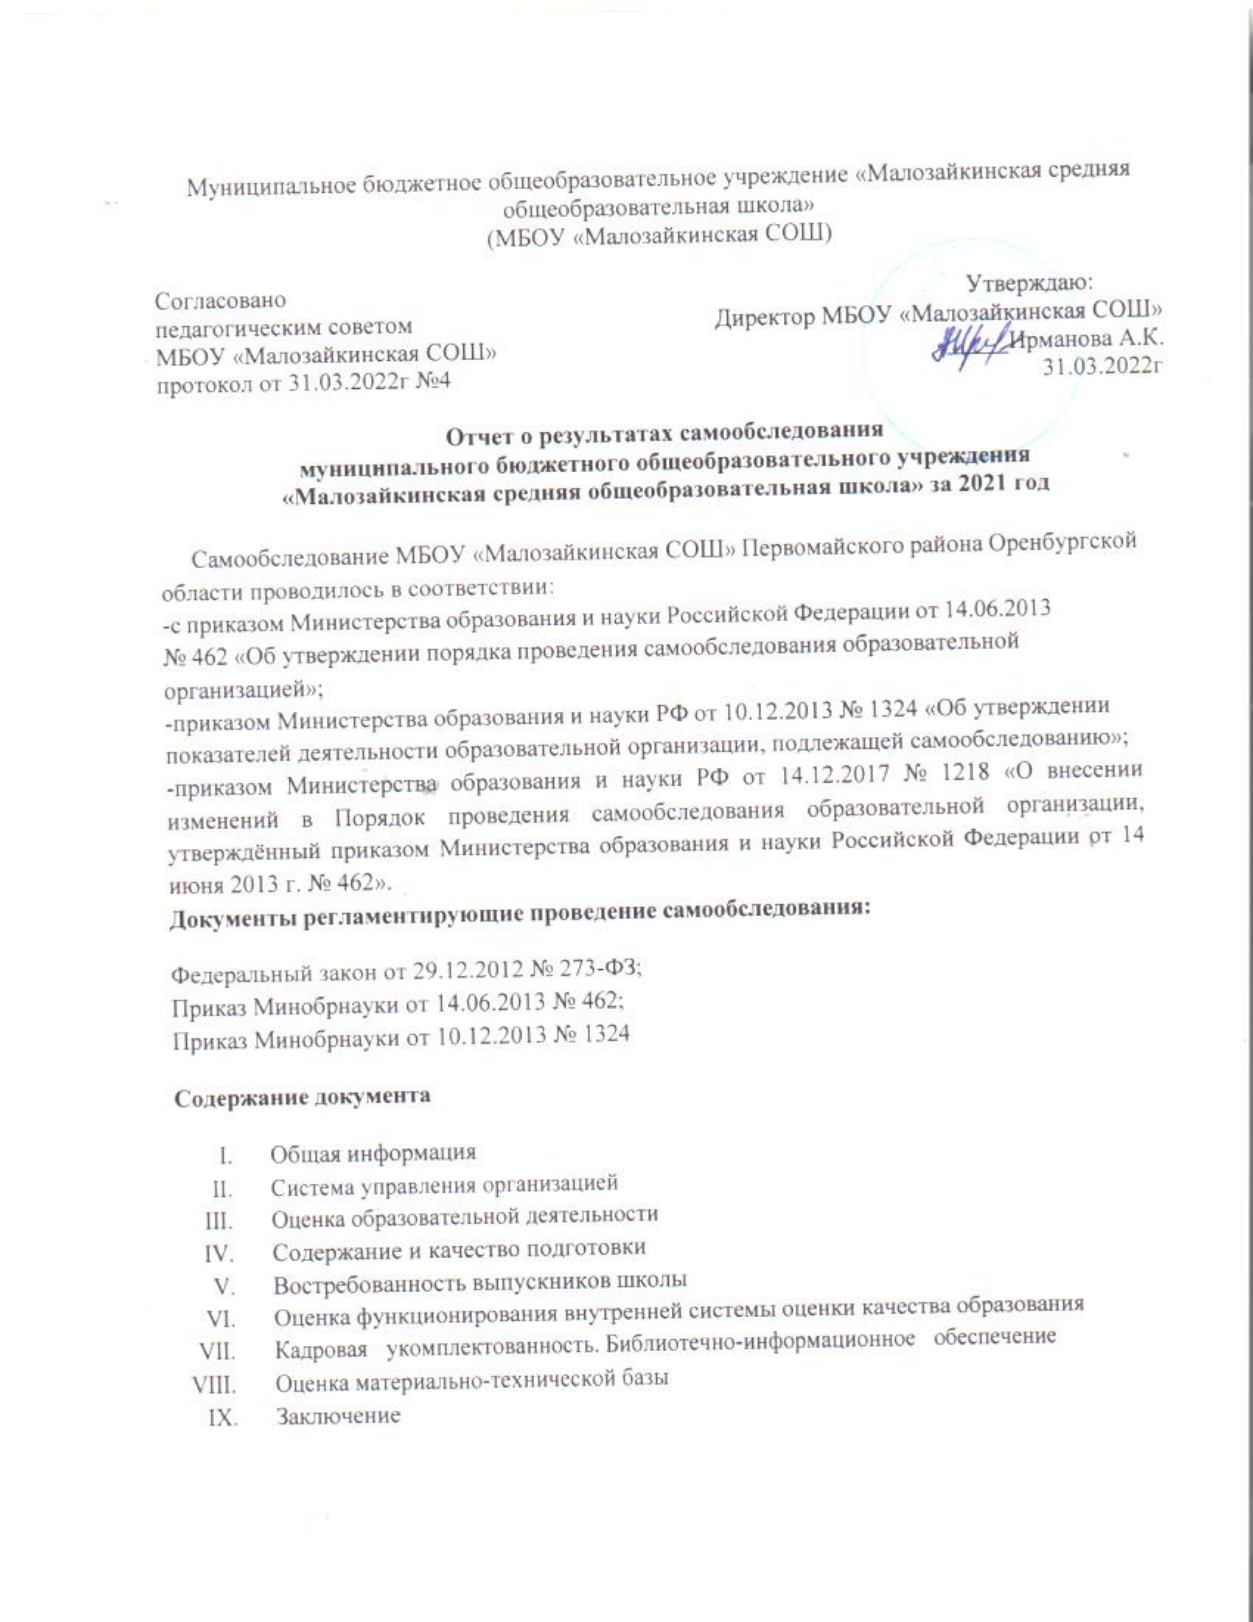 Муниципальное бюджетное общеобразовательное учреждение «Малозайкинская средняя
общеобразовательная школа»
(МБОУ «Малозайкинская СОШ)
Согласовано
педагогическим советом
МБОУ «Малозайкинская СОШ»
протокол от 31.03.2022г №4
Утверждаю:
Директор МБОУ «Малозайкинская СОШ»
Ирманова А.К.
31.03.2022г
Отчет о результатах самообследования
муниципального бюджетного общеобразовательного учреждения
«Малозайкинская средняя общеобразовательная школа» за 2021 год
Самообследование МБОУ «Малозайкинская СОШ» Первомайского района Оренбургской
области проводилось в соответствии:
-с приказом Министерства образования и науки Российской Федерации от 14.06.2013
№ 462 «Об утверждении порядка проведения самообследования образовательной
организацией»;
-приказом Министерства образования и науки РФ от 10.12.2013 № 1324 «Об утверждении
показателей деятельности образовательной организации, подлежащей самообследованию»;
-приказом Министерства образования и науки РФ от 14.12.2017 № 1218 «О внесении
изменений в Порядок проведения самообследования образовательной организации,
утверждённый приказом Министерства образования и науки Российской Федерации от 14
июня 2013 г. № 462».
Документы регламентирующие проведение самообследования:
Федеральный закон от 29.12.2012 № 273-ФЗ;
Приказ Минобрнауки от 14.06.2013 № 462;
Приказ Минобрнауки от 10.12.2013 № 1324
Содержание документа
I. Общая информация
II. Система управления организацией
III. Оценка образовательной деятельности
IV. Содержание и качество подготовки
V. Востребованность выпускников школы
VI. Оценка функционирования внутренней системы оценки качества образования
VII. Кадровая укомплектованность. Библиотечно-информационное обеспечение
VIII. Оценка материально-технической базы
IX. Заключение